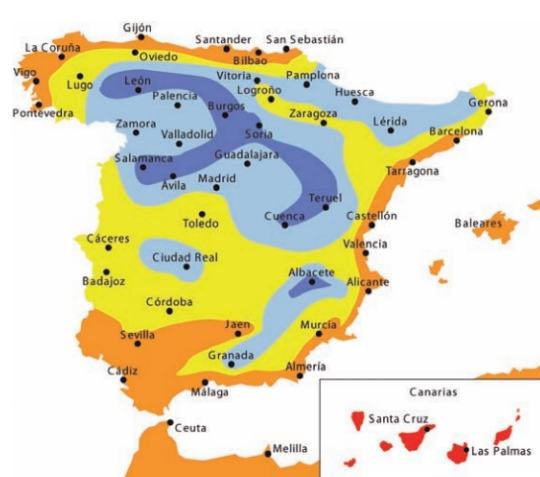 Gijón
La Coruña
Santander
San Sebastián
Oviedo
Bilbao
Vigo
Lugo
León
Vitoria
Pamplona
Pontevedra
Palencia
Logroño
Huesca
Burgos
Gerona
Zamora
Valladolid
Soria
Zaragoza
Lérida
Barcelona
Salamanca
Guadalajara
Tarragona
Ávila
Madrid
Teruel
Toledo
Cuenca
Castellón
Baleares
Cáceres
Valencia
Ciudad Real
Badajoz
Albacete
Alicante
Córdoba
Sevilla
Jaen
Murcia
Granada
Cádiz
Málaga
Almería
Canarias
Ceuta
Santa Cruz
Melilla
Las Palmas